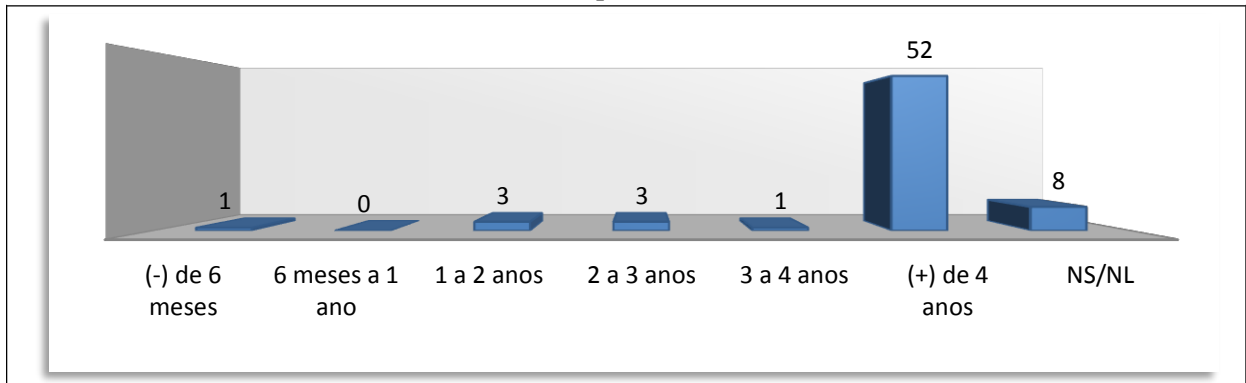 52
1
0
3
3
1
8
(-) de 6 meses
6 meses a 1 ano
1 a 2 anos
2 a 3 anos
3 a 4 anos
(+) de 4 anos
NS/NL